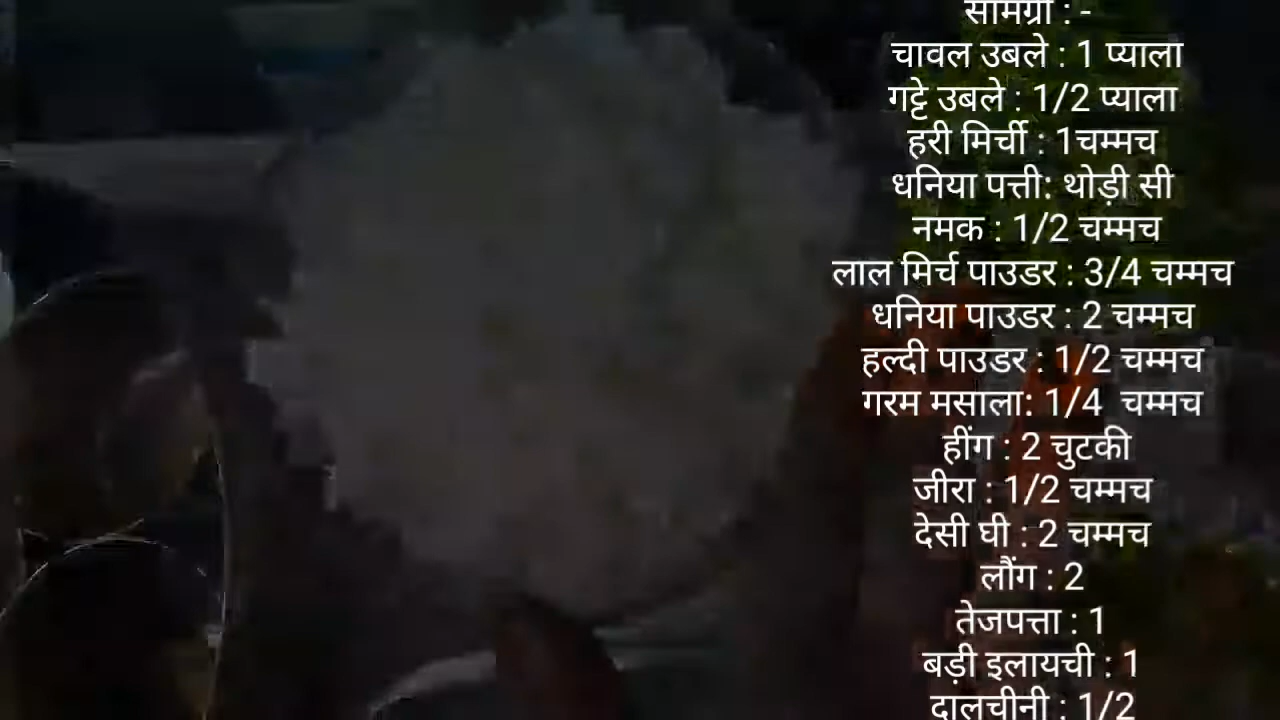 सामग्री : -
चावल उबले : 1 प्याला
गट्टे उबले : 1/2 प्याला
हरी मिर्ची : 1चम्मच
धनिया पत्ती: थोड़ी सी
नमक : 1/2 चम्मच
लाल मिर्च पाउडर : 3/4 चम्मच
धनिया पाउडर : 2 चम्मच
हल्दी पाउडर : 1/2 चम्मच
गरम मसाला: 1/4  चम्मच
हींग : 2 चुटकी
जीरा : 1/2 चम्मच
देसी घी : 2 चम्मच
लौंग : 2
तेजपत्ता : 1
बड़ी इलायची : 1
दालचीनी : 1/2